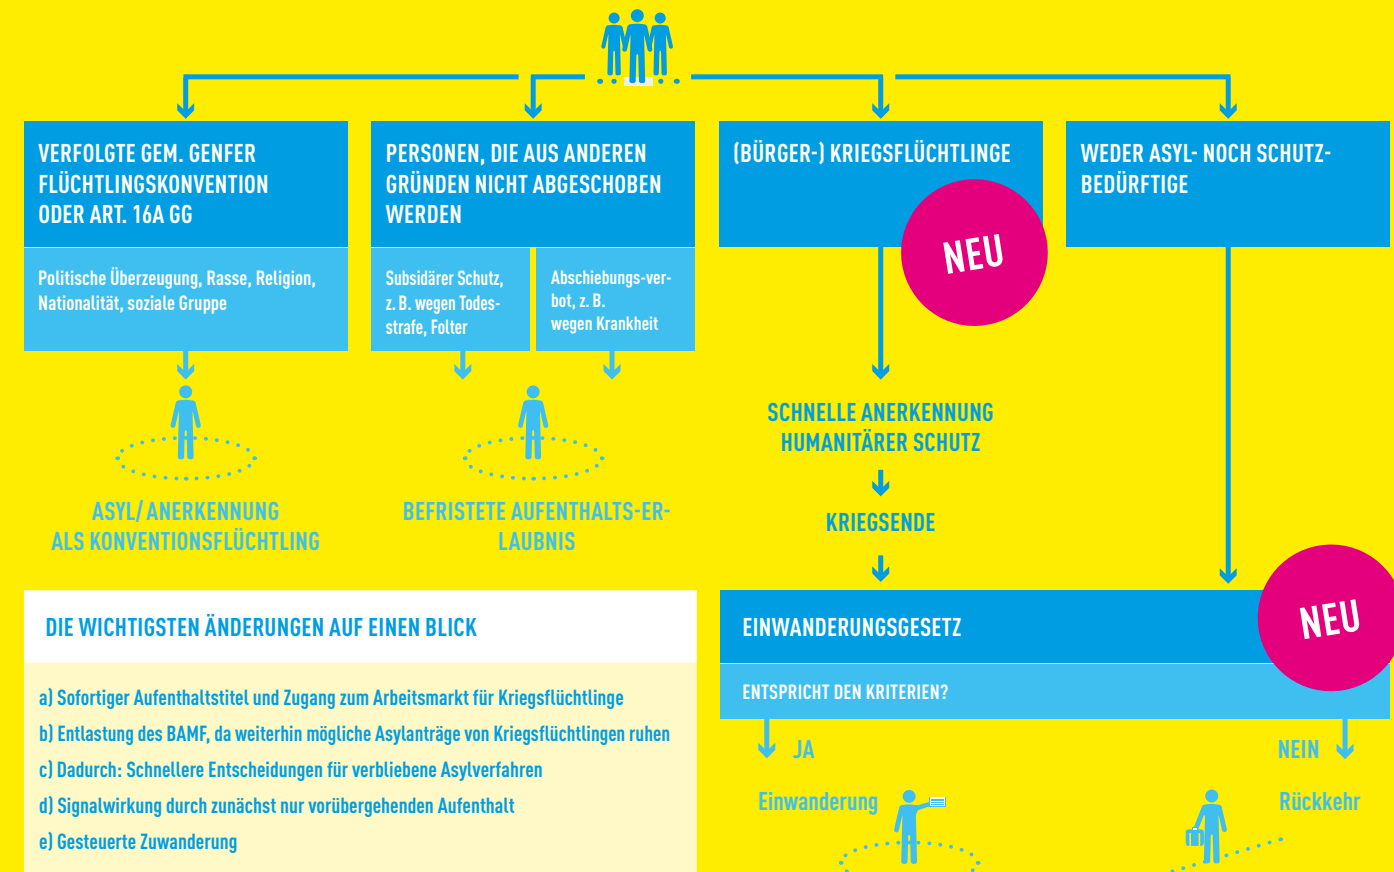 VERFOLGTE GEM. GENFER
FLÜCHTLINGSKONVENTION
ODER ART. 16A GG
Politische Überzeugung, Rasse, Religion,
Nationalität, soziale Gruppe
ASYL/ ANERKENNUNG
ALS KONVENTIONSFLÜCHTLING
PERSONEN, DIE AUS ANDEREN
GRÜNDEN NICHT ABGESCHOBEN
WERDEN
Subsidärer Schutz,
z. B. wegen Todes-
strafe, Folter
Abschiebungs-ver-
bot, z. B.
wegen Krankheit
BEFRISTETE AUFENTHALTS-ER-
LAUBNIS
(BÜRGER-) KRIEGSFLÜCHTLINGE
NEU
SCHNELLE ANERKENNUNG
HUMANITÄRER SCHUTZ
KRIEGSENDE
WEDER ASYL- NOCH SCHUTZ-
BEDÜRFTIGE
DIE WICHTIGSTEN ÄNDERUNGEN AUF EINEN BLICK
a) Sofortiger Aufenthaltstitel und Zugang zum Arbeitsmarkt für Kriegsflüchtlinge
b) Entlastung des BAMF, da weiterhin mögliche Asylanträge von Kriegsflüchtlingen ruhen
c) Dadurch: Schnellere Entscheidungen für verbliebene Asylverfahren
d) Signalwirkung durch zunächst nur vorübergehenden Aufenthalt
e) Gesteuerte Zuwanderung
EINWANDERUNGSGESETZ
NEU
ENTSPRICHT DEN KRITERIEN?
JA
Einwanderung
NEIN
Rückkehr